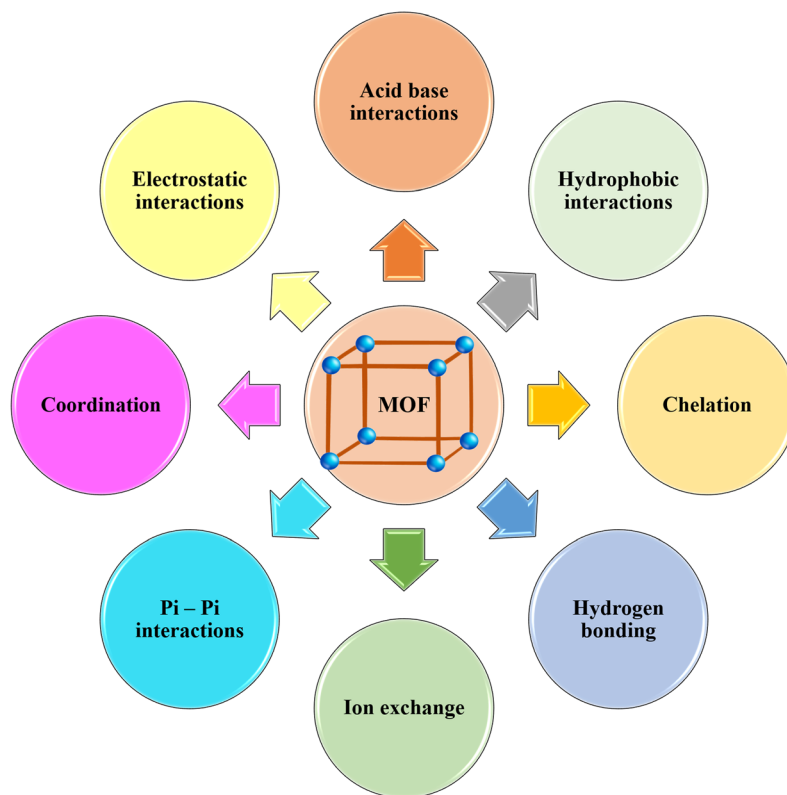 Acid base
interactions
Electrostatic
interactions
Hydrophobic
interactions
Coordination
MOF
Chelation
Pi – Pi
interactions
Hydrogen
bonding
Ion exchange